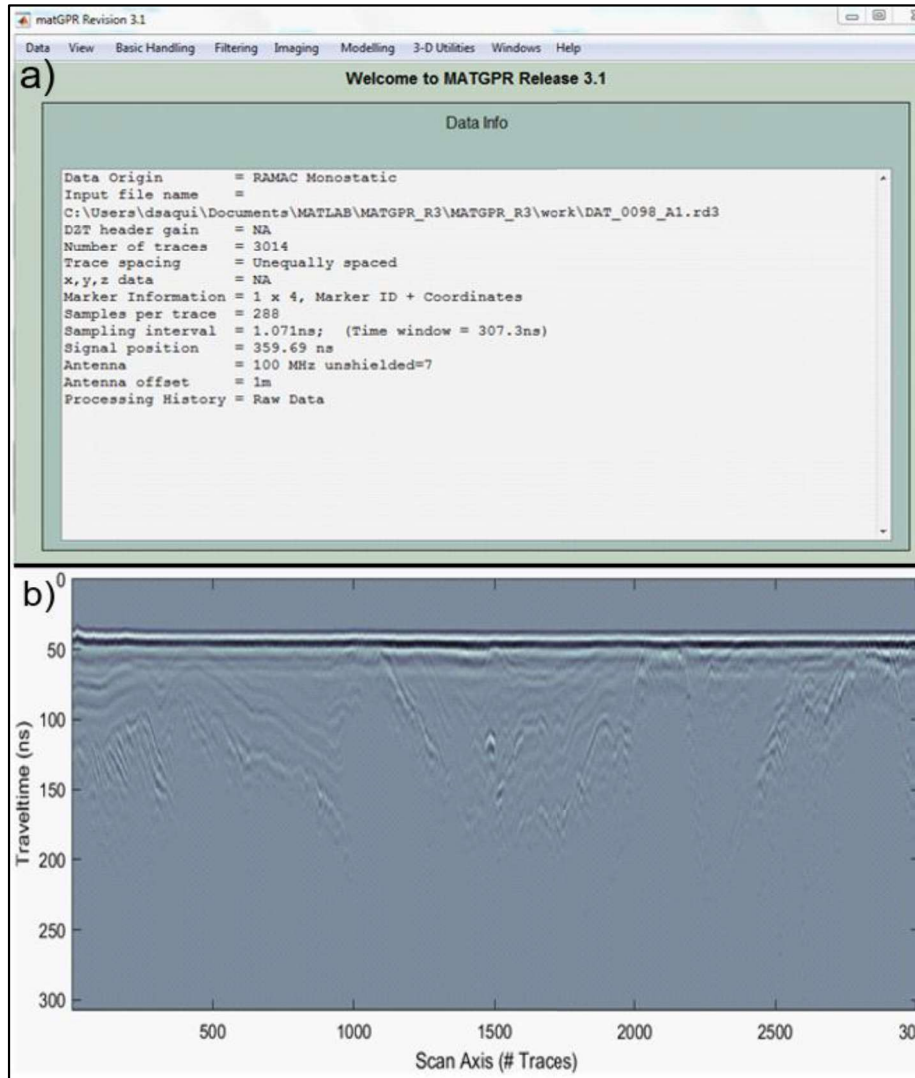 matGPR Revision 3.1
Data View Basic Handling Filtering Imaging Modelling 3-D Utilities Windows Help
a)
Welcome to MATGPR Release 3.1
Data Info
Data Origin = RAMAC Monostatic
Input file name =
C:\Users\dsaqui\Documents\MATLAB\MATGPR_R3\MATGPR_R3\work\DAT_0098_A1.rd3
DZT header gain = NA
Number of traces = 3014
Trace spacing = Unequally spaced
x,y,z data = NA
Marker Information = 1 x 4, Marker ID + Coordinates
Samples per trace = 288
Sampling interval = 1.071ns; (Time window = 307.3ns)
Signal position = 359.69 ns
Antenna = 100 MHz unshielded=7
Antenna offset = 1m
Processing History = Raw Data
b)
0
50
100
150
200
250
300
Traveltime (ns)
500 1000 1500 2000 2500 300
Scan Axis (# Traces)